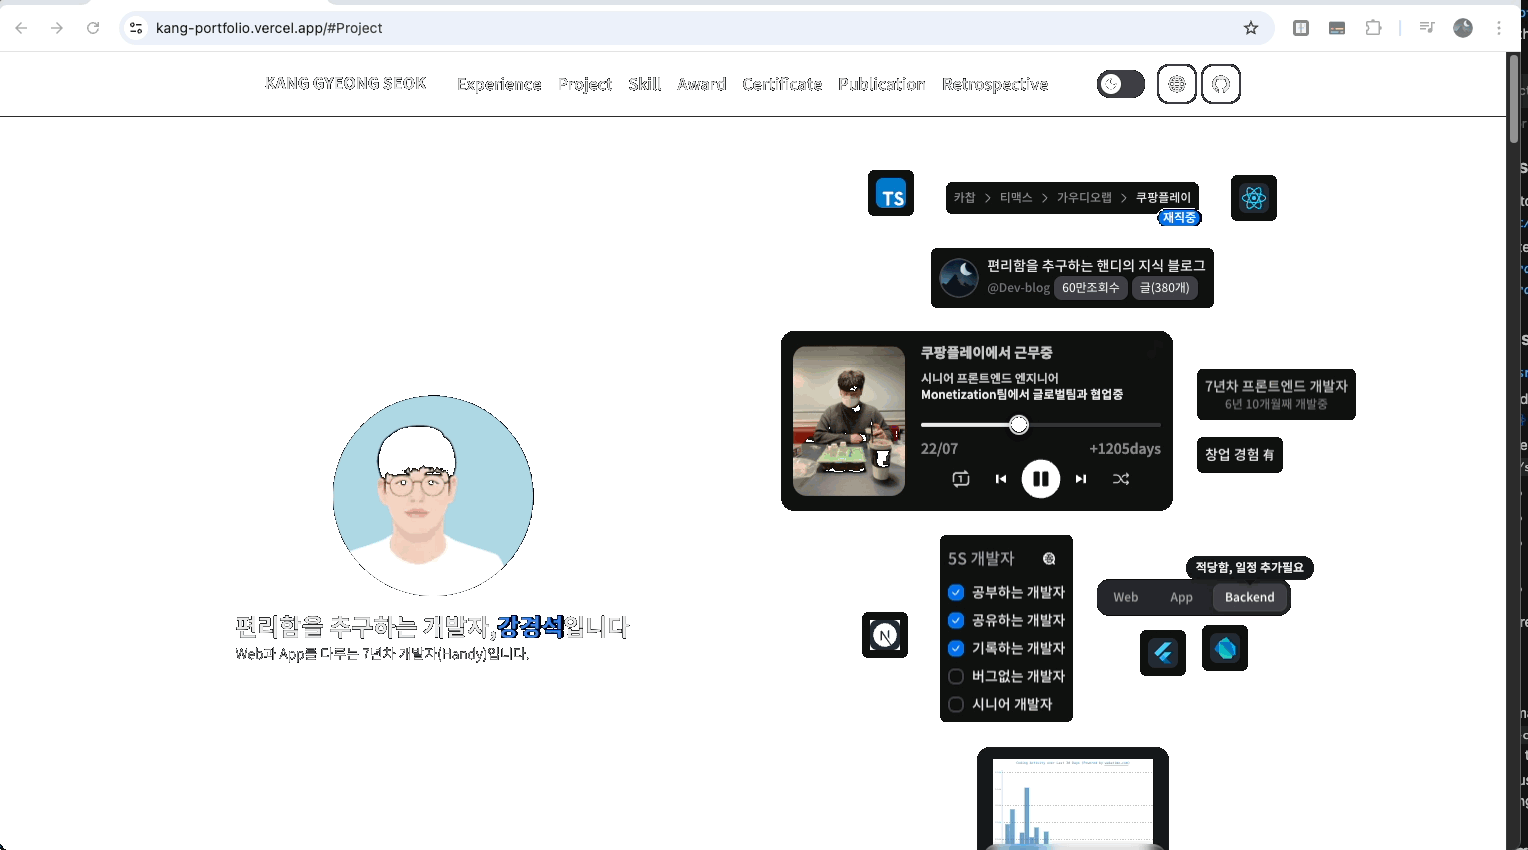 kang-portfolio.vercel.app/#Project
KANG GYEONG SEOK
Experience Project Skill Award Certificate Publication Retrospective
TS
카찹 > 티맥스 > 가우디오랩 > 쿠팡플레이
재직중
편리함을 추구하는 핸디의 지식 블로그
@Dev-blog 60만조회수 글(380개)
쿠팡플레이에서 근무중
시니어 프론트엔드 엔지니어
Monetization팀에서 글로벌팀과 협업중
22/07 +1205days
1
7년차 프론트엔드 개발자
6년 10개월째 개발중
창업 경험 有
편리함을 추구하는 개발자,강경석입니다
Web과 App를 다루는 7년차 개발자(Handy)입니다.
5S 개발자
공부하는 개발자
공유하는 개발자
기록하는 개발자
버그없는 개발자
시니어 개발자
N
적당함, 일정 추가필요
Web App Backend